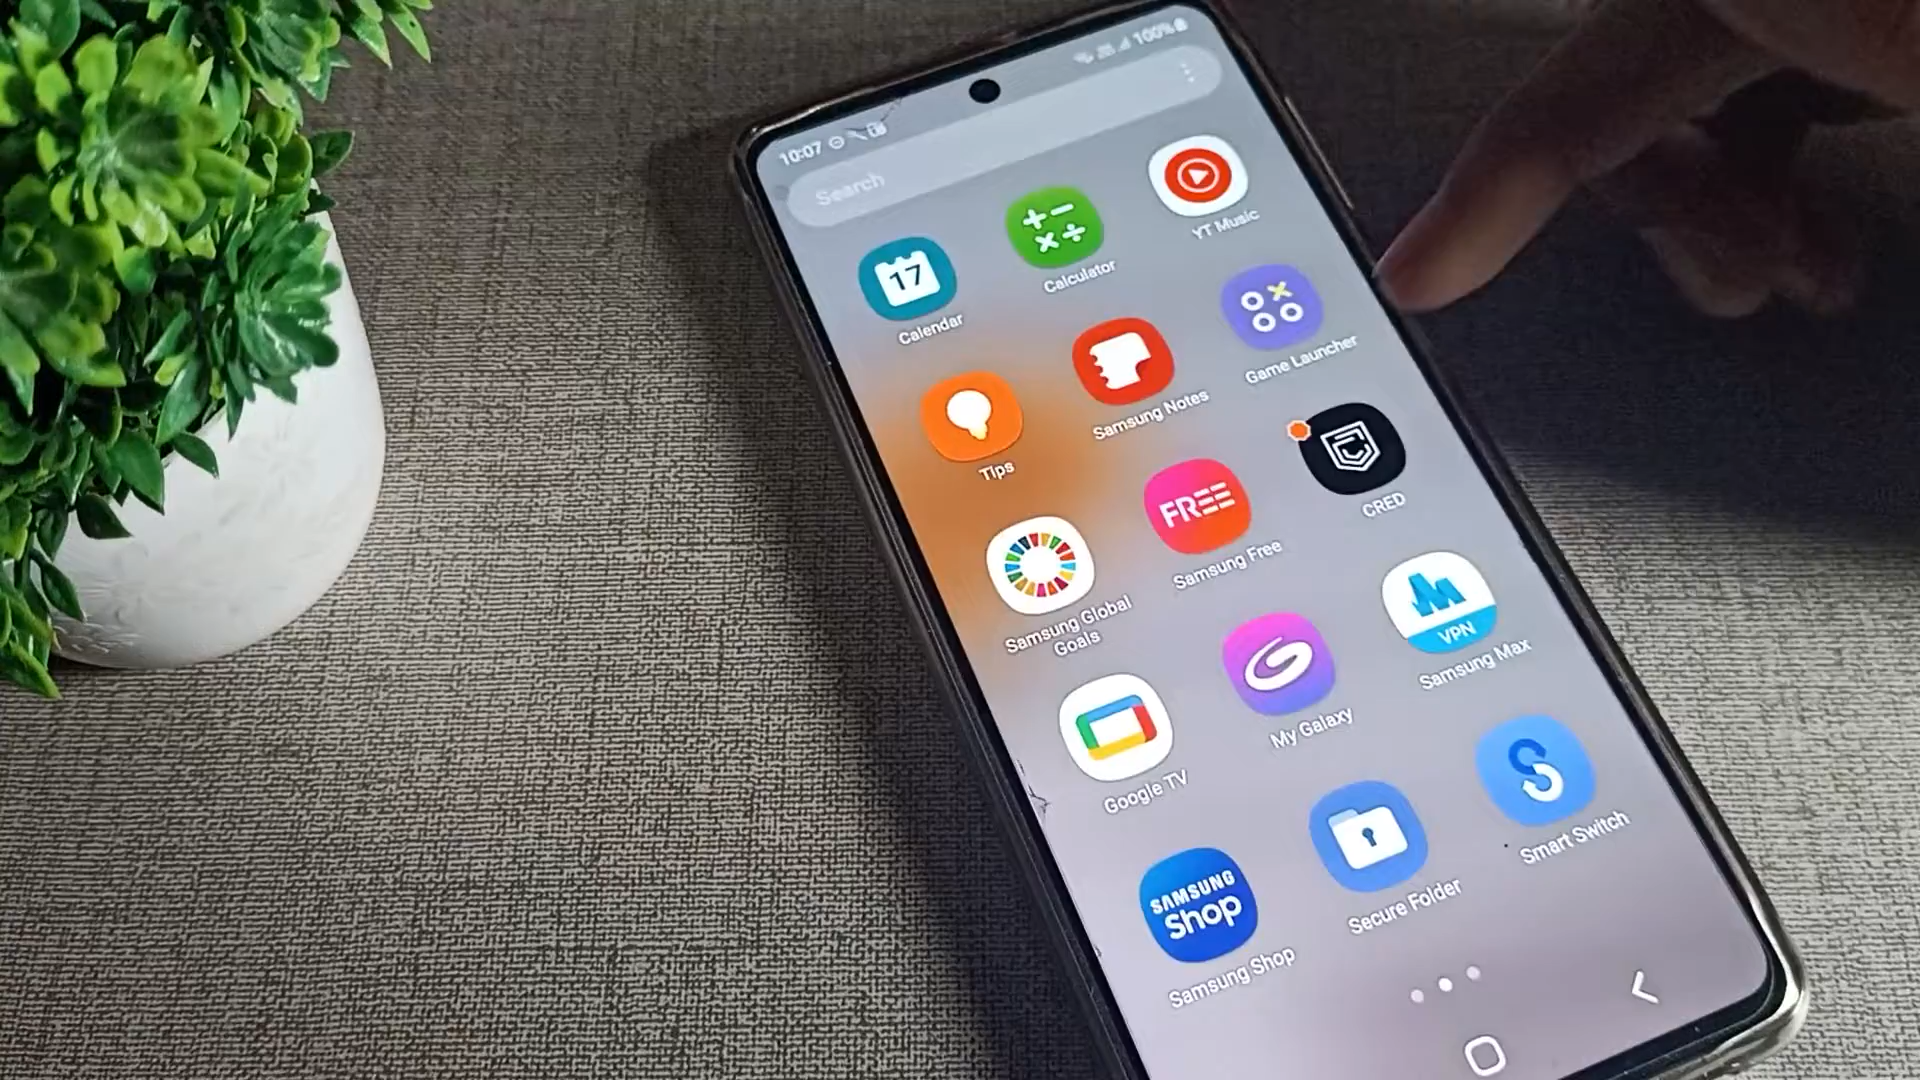 10:07
100%
Search
17
Calendar
Calculator
YT Music
Tips
Samsung Notes
Game Launcher
Samsung Global
Goals
FREE
Samsung Free
CRED
Google TV
My Galaxy
VPN
Samsung Max
SAMSUNG
Shop
Samsung Shop
Secure Folder
Smart Switch